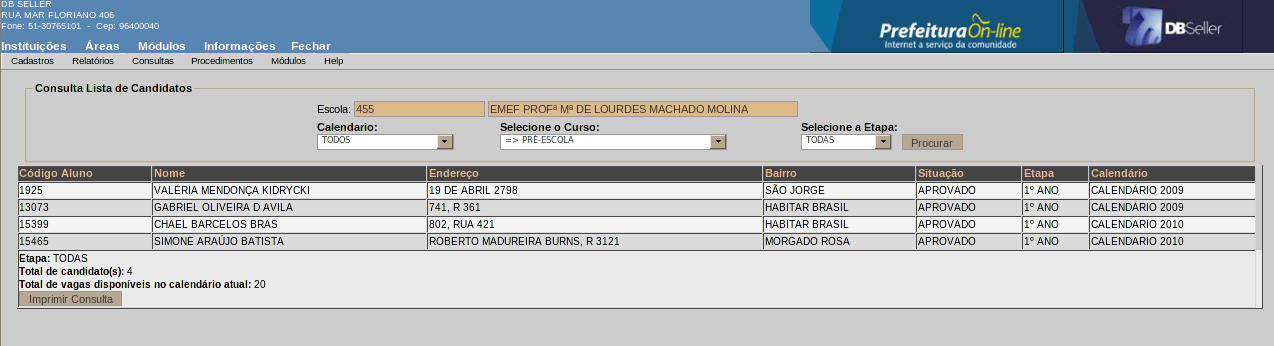 DB SELLER
RUA MAR FLORIANO 406
Fone: 51-30765101 - Cep: 96400040
Prefeitura On-line
Internet a serviço da comunidade
DBSeller
Instituições Áreas Módulos Informações Fechar
Cadastros Relatórios Consultas Procedimentos Módulos Help
Consulta Lista de Candidatos
Escola: 455 EMEF PROFª Mª DE LOURDES MACHADO MOLINA
Calendario: Selecione o Curso: Selecione a Etapa:
TODOS => PRÉ-ESCOLA TODAS Procurar
Código Aluno Nome Endereço Bairro Situação Etapa Calendário
1925 VALÉRIA MENDONÇA KIDRYCKI 19 DE ABRIL 2798 SÃO JORGE APROVADO 1º ANO CALENDÁRIO 2009
13073 GABRIEL OLIVEIRA D AVILA 741, R 361 HABITAR BRASIL APROVADO 1º ANO CALENDÁRIO 2009
15399 CHAEL BARCELOS BRAS 802, RUA 421 HABITAR BRASIL APROVADO 1º ANO CALENDARIO 2010
15465 SIMONE ARAÚJO BATISTA ROBERTO MADUREIRA BURNS, R 3121 MORGADO ROSA APROVADO 1º ANO CALENDARIO 2010
Etapa: TODAS
Total de candidato(s): 4
Total de vagas disponíveis no calendário atual: 20
Imprimir Consulta